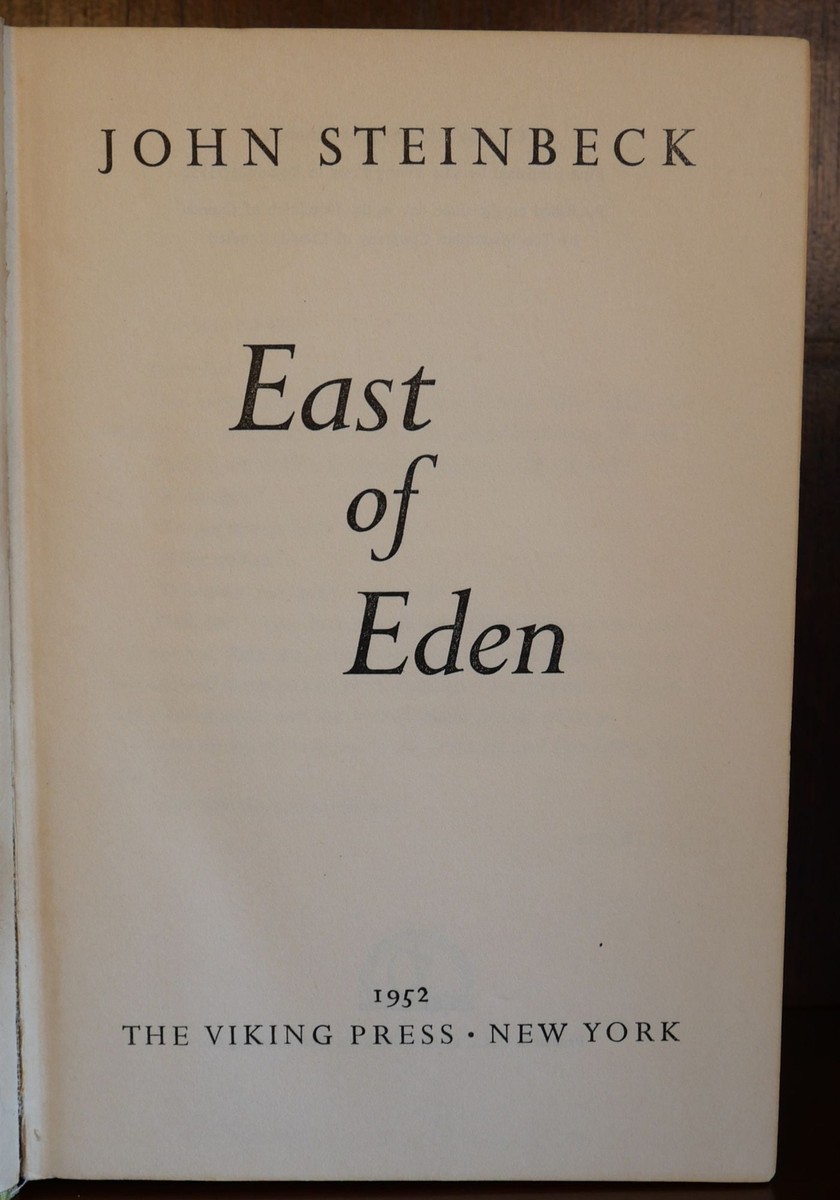 JOHN STEINBECK
East
of
Eden
1952
THE VIKING PRESS · NEW YORK